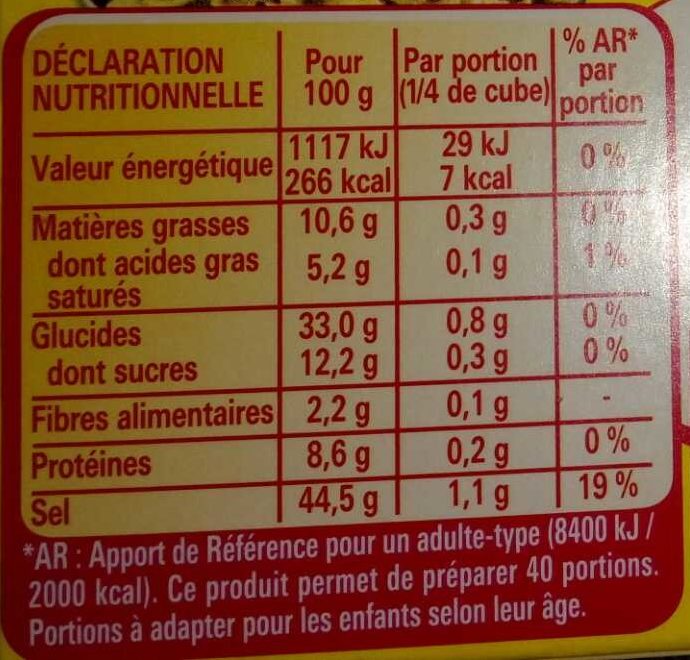 DÉCLARATION NUTRITIONNELLE | Pour 100 g | Par portion (1/4 de cube) | % AR* par portion
Valeur énergétique | 1117 kJ 266 kcal | 29 kJ 7 kcal | 0 %
Matières grasses | 10,6 g | 0,3 g | 0 %
dont acides gras saturés | 5,2 g | 0,1 g | 1 %
Glucides | 33,0 g | 0,8 g | 0 %
dont sucres | 12,2 g | 0,3 g | 0 %
Fibres alimentaires | 2,2 g | 0,1 g | -
Protéines | 8,6 g | 0,2 g | 0 %
Sel | 44,5 g | 1,1 g | 19 %
*AR : Apport de Référence pour un adulte-type (8400 kJ /
2000 kcal). Ce produit permet de préparer 40 portions.
Portions à adapter pour les enfants selon leur âge.